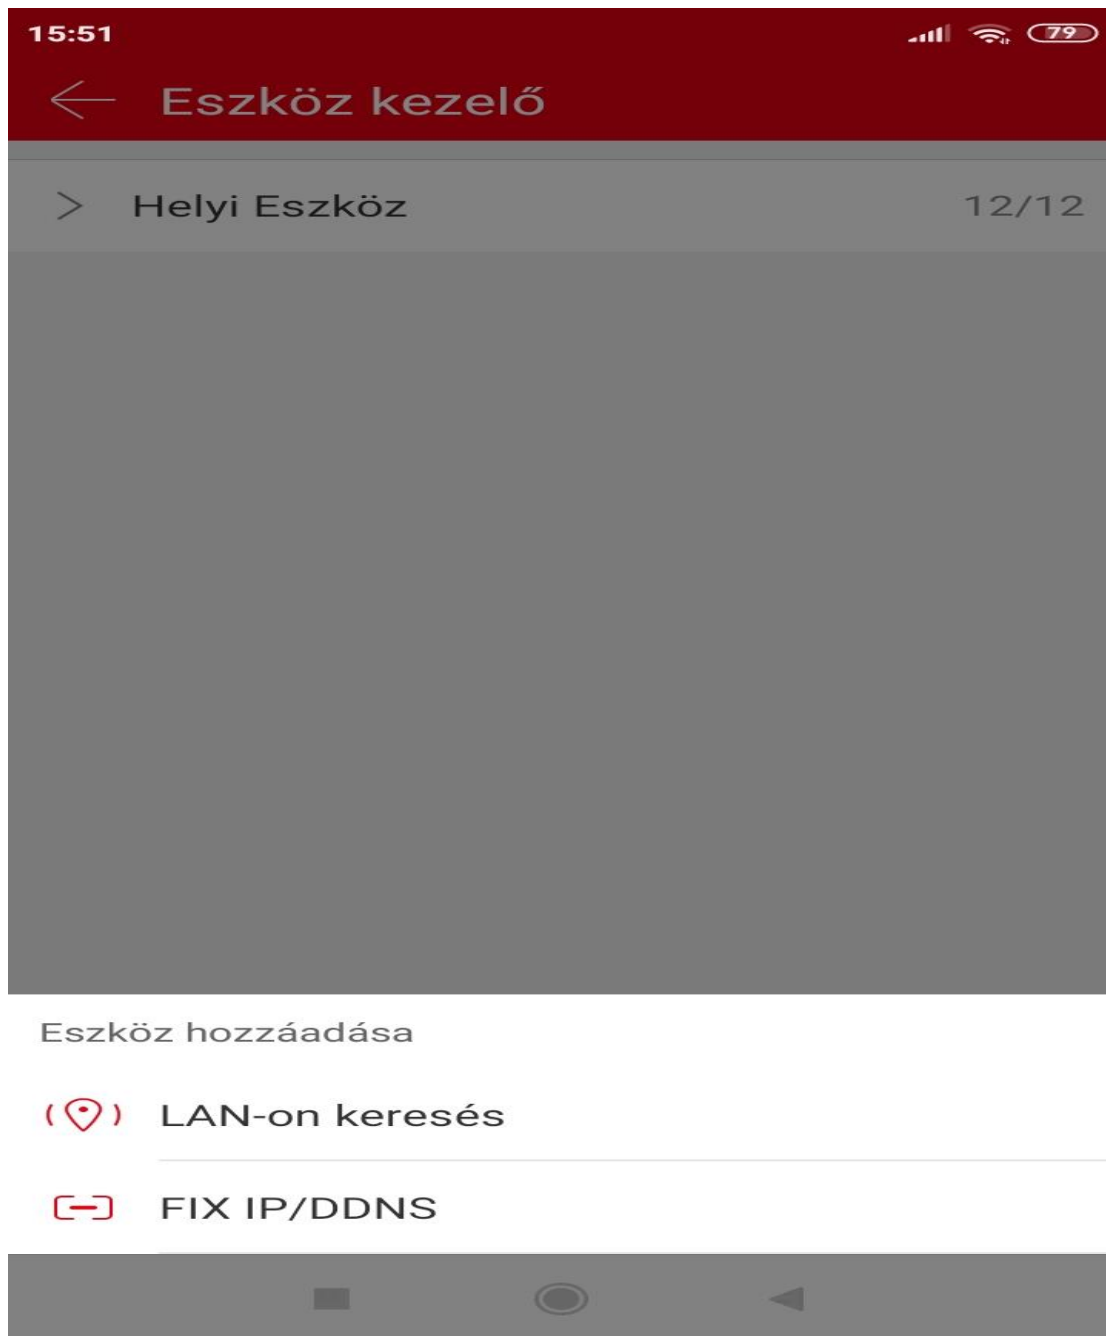 15:51
79
Eszköz kezelő
Helyi Eszköz 12/12
Eszköz hozzáadása
LAN-on keresés
FIX IP/DDNS